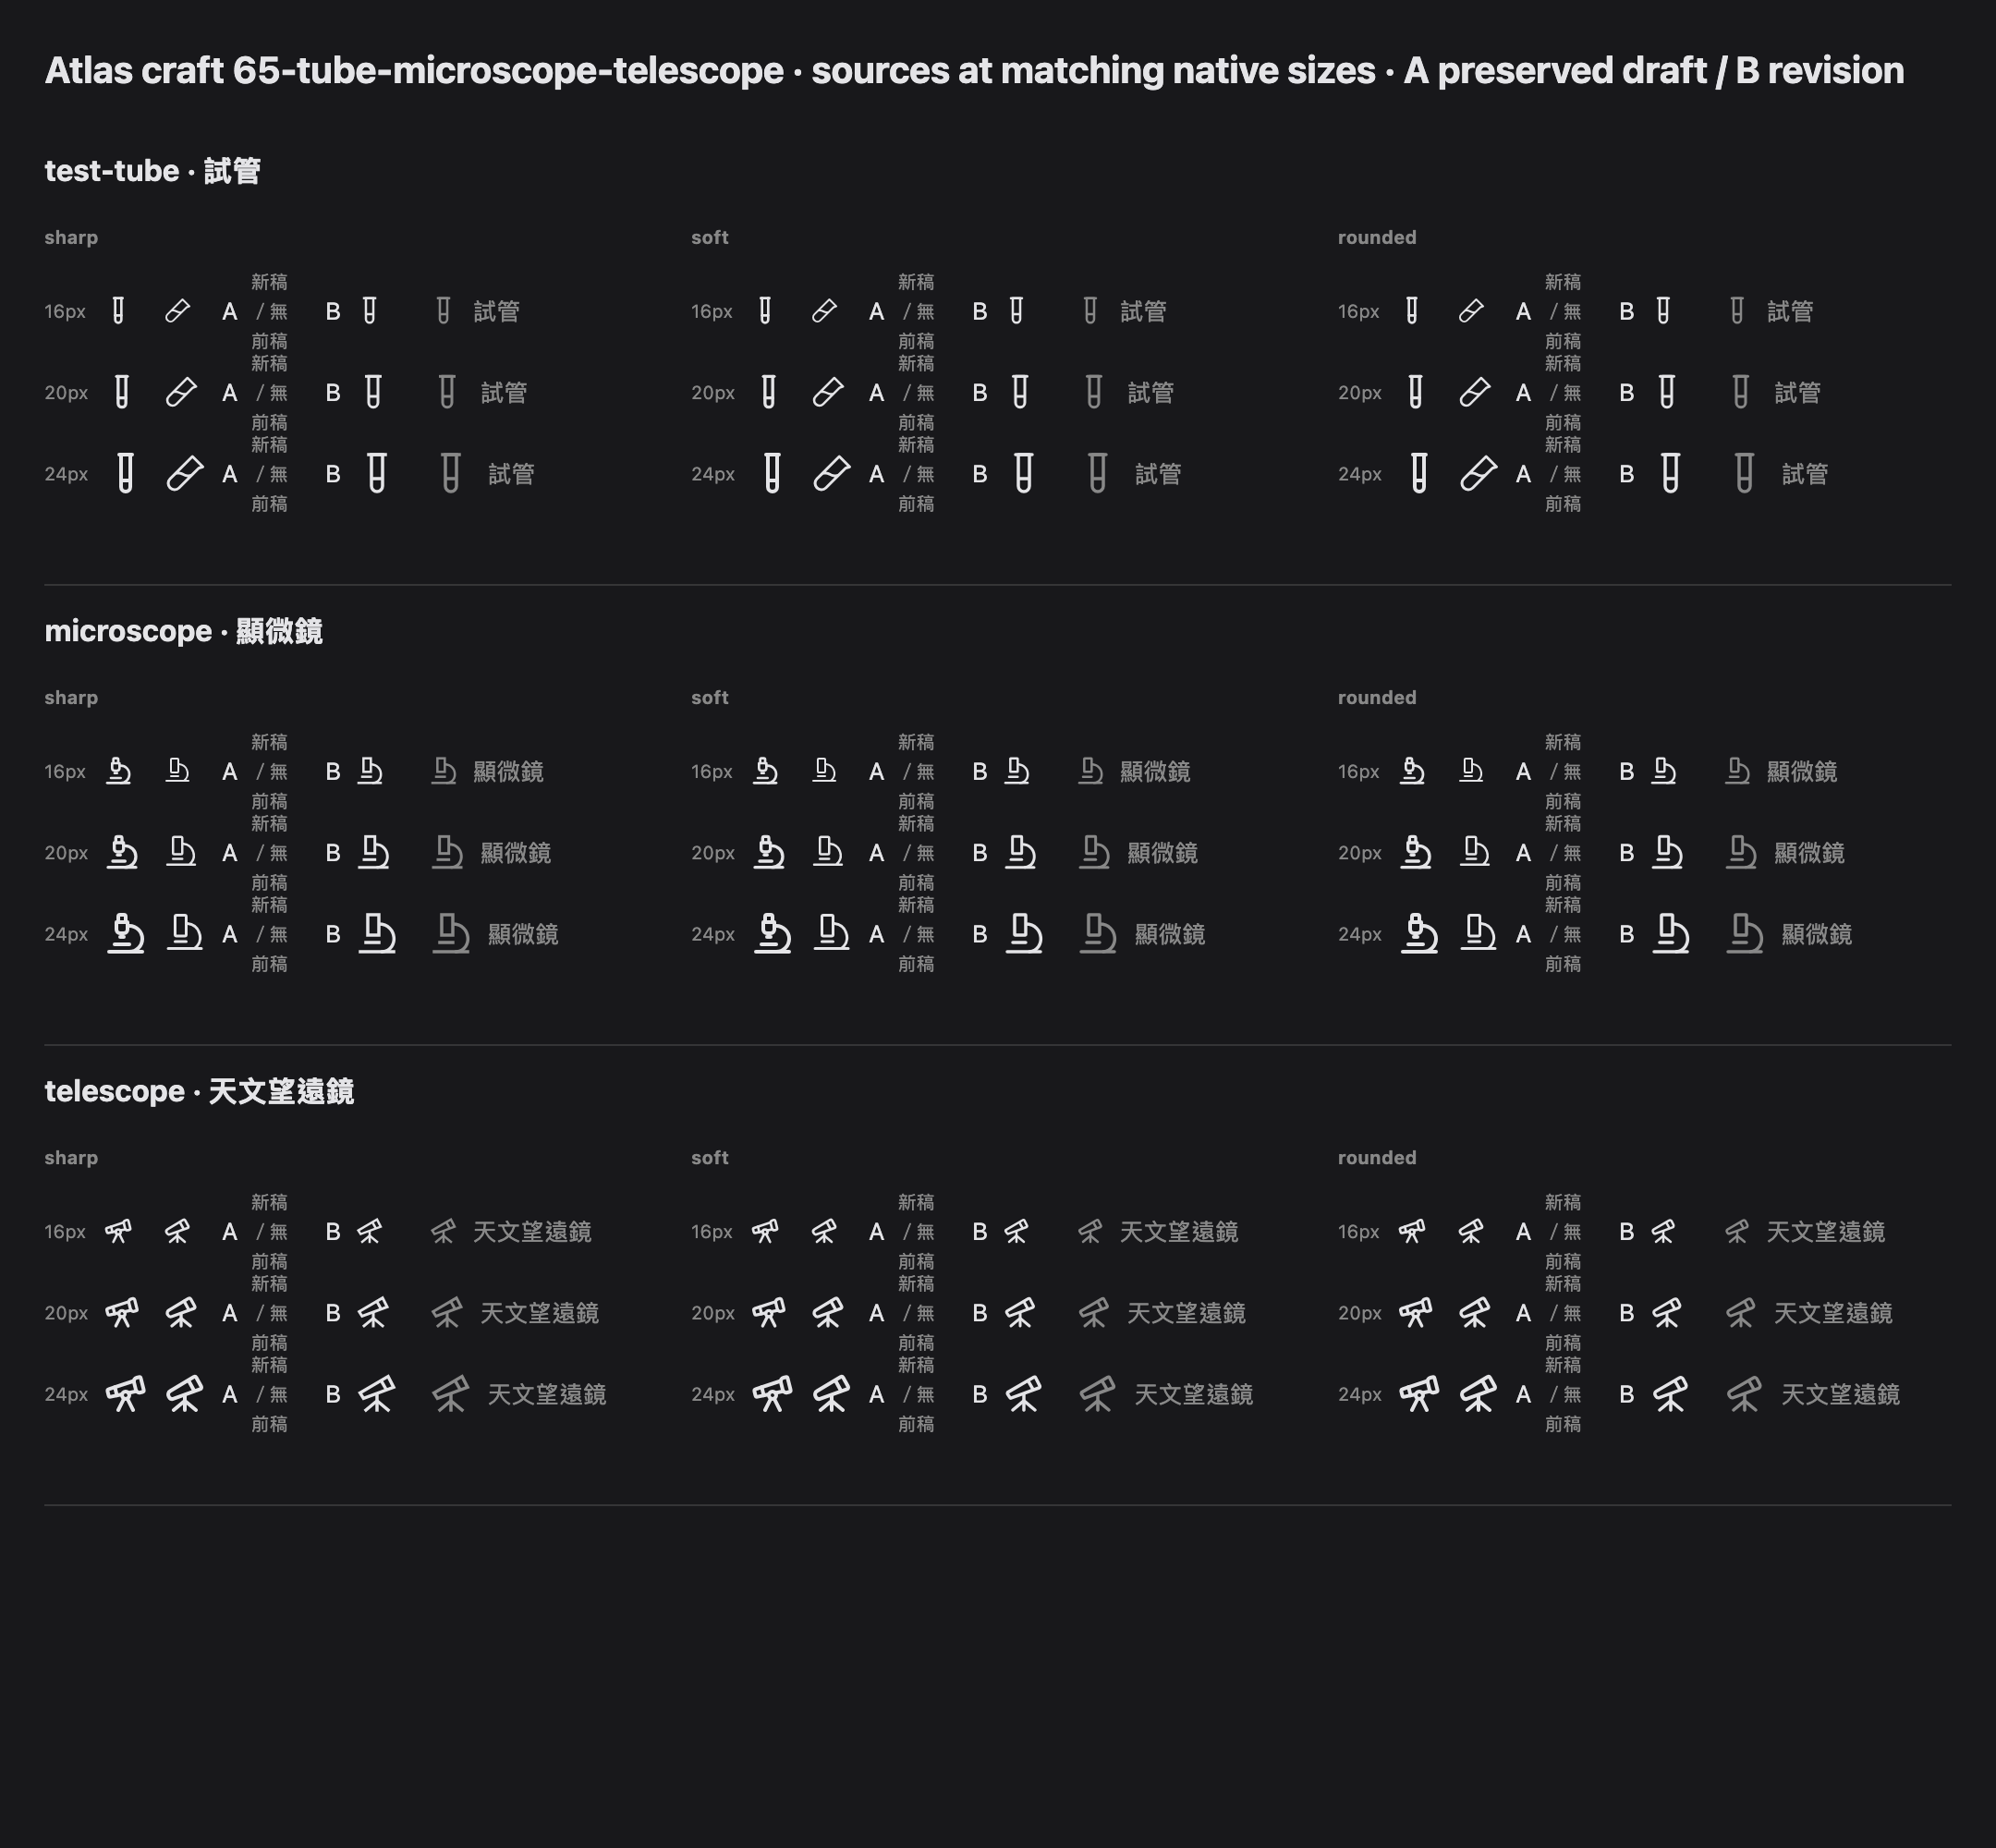 Atlas craft 65-tube-microscope-telescope · sources at matching native sizes · A preserved draft / B revision
test-tube · 試管
sharp
16px A 新稿 / 無前稿 B 試管
20px A 新稿 / 無前稿 B 試管
24px A 新稿 / 無前稿 B 試管
soft
16px A 新稿 / 無前稿 B 試管
20px A 新稿 / 無前稿 B 試管
24px A 新稿 / 無前稿 B 試管
rounded
16px A 新稿 / 無前稿 B 試管
20px A 新稿 / 無前稿 B 試管
24px A 新稿 / 無前稿 B 試管
microscope · 顯微鏡
sharp
16px A 新稿 / 無前稿 B 顯微鏡
20px A 新稿 / 無前稿 B 顯微鏡
24px A 新稿 / 無前稿 B 顯微鏡
soft
16px A 新稿 / 無前稿 B 顯微鏡
20px A 新稿 / 無前稿 B 顯微鏡
24px A 新稿 / 無前稿 B 顯微鏡
rounded
16px A 新稿 / 無前稿 B 顯微鏡
20px A 新稿 / 無前稿 B 顯微鏡
24px A 新稿 / 無前稿 B 顯微鏡
telescope · 天文望遠鏡
sharp
16px A 新稿 / 無前稿 B 天文望遠鏡
20px A 新稿 / 無前稿 B 天文望遠鏡
24px A 新稿 / 無前稿 B 天文望遠鏡
soft
16px A 新稿 / 無前稿 B 天文望遠鏡
20px A 新稿 / 無前稿 B 天文望遠鏡
24px A 新稿 / 無前稿 B 天文望遠鏡
rounded
16px A 新稿 / 無前稿 B 天文望遠鏡
20px A 新稿 / 無前稿 B 天文望遠鏡
24px A 新稿 / 無前稿 B 天文望遠鏡